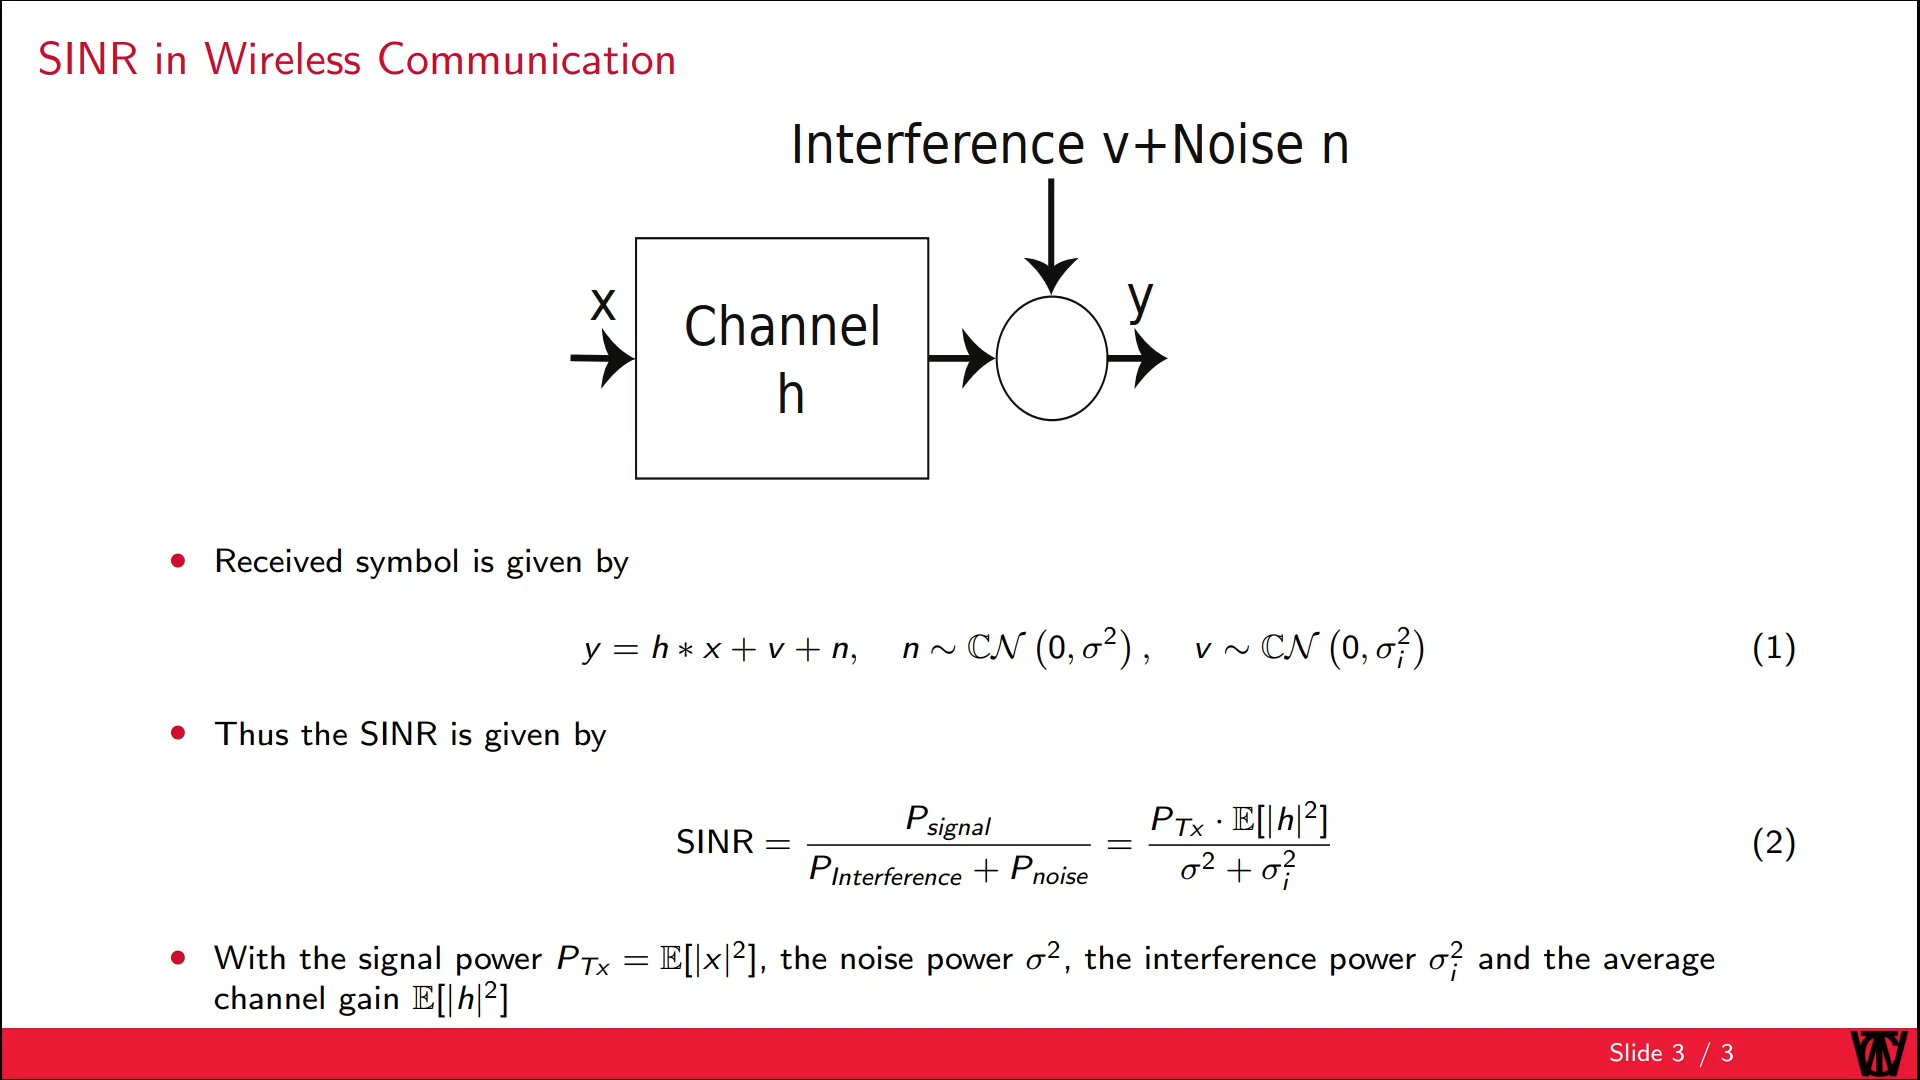 SINR in Wireless Communication
Interference v+Noise n
x
Channel
h
y
• Received symbol is given by
y = h ∗ x + v + n, n ∼ ℂ𝒩 (0, σ²), v ∼ ℂ𝒩 (0, σᵢ²) (1)
• Thus the SINR is given by
SINR = P_signal / (P_Interference + P_noise) = P_Tx · 𝔼[|h|²] / (σ² + σᵢ²) (2)
• With the signal power P_Tx = 𝔼[|x|²], the noise power σ², the interference power σᵢ² and the average
channel gain 𝔼[|h|²]
Slide 3 / 3